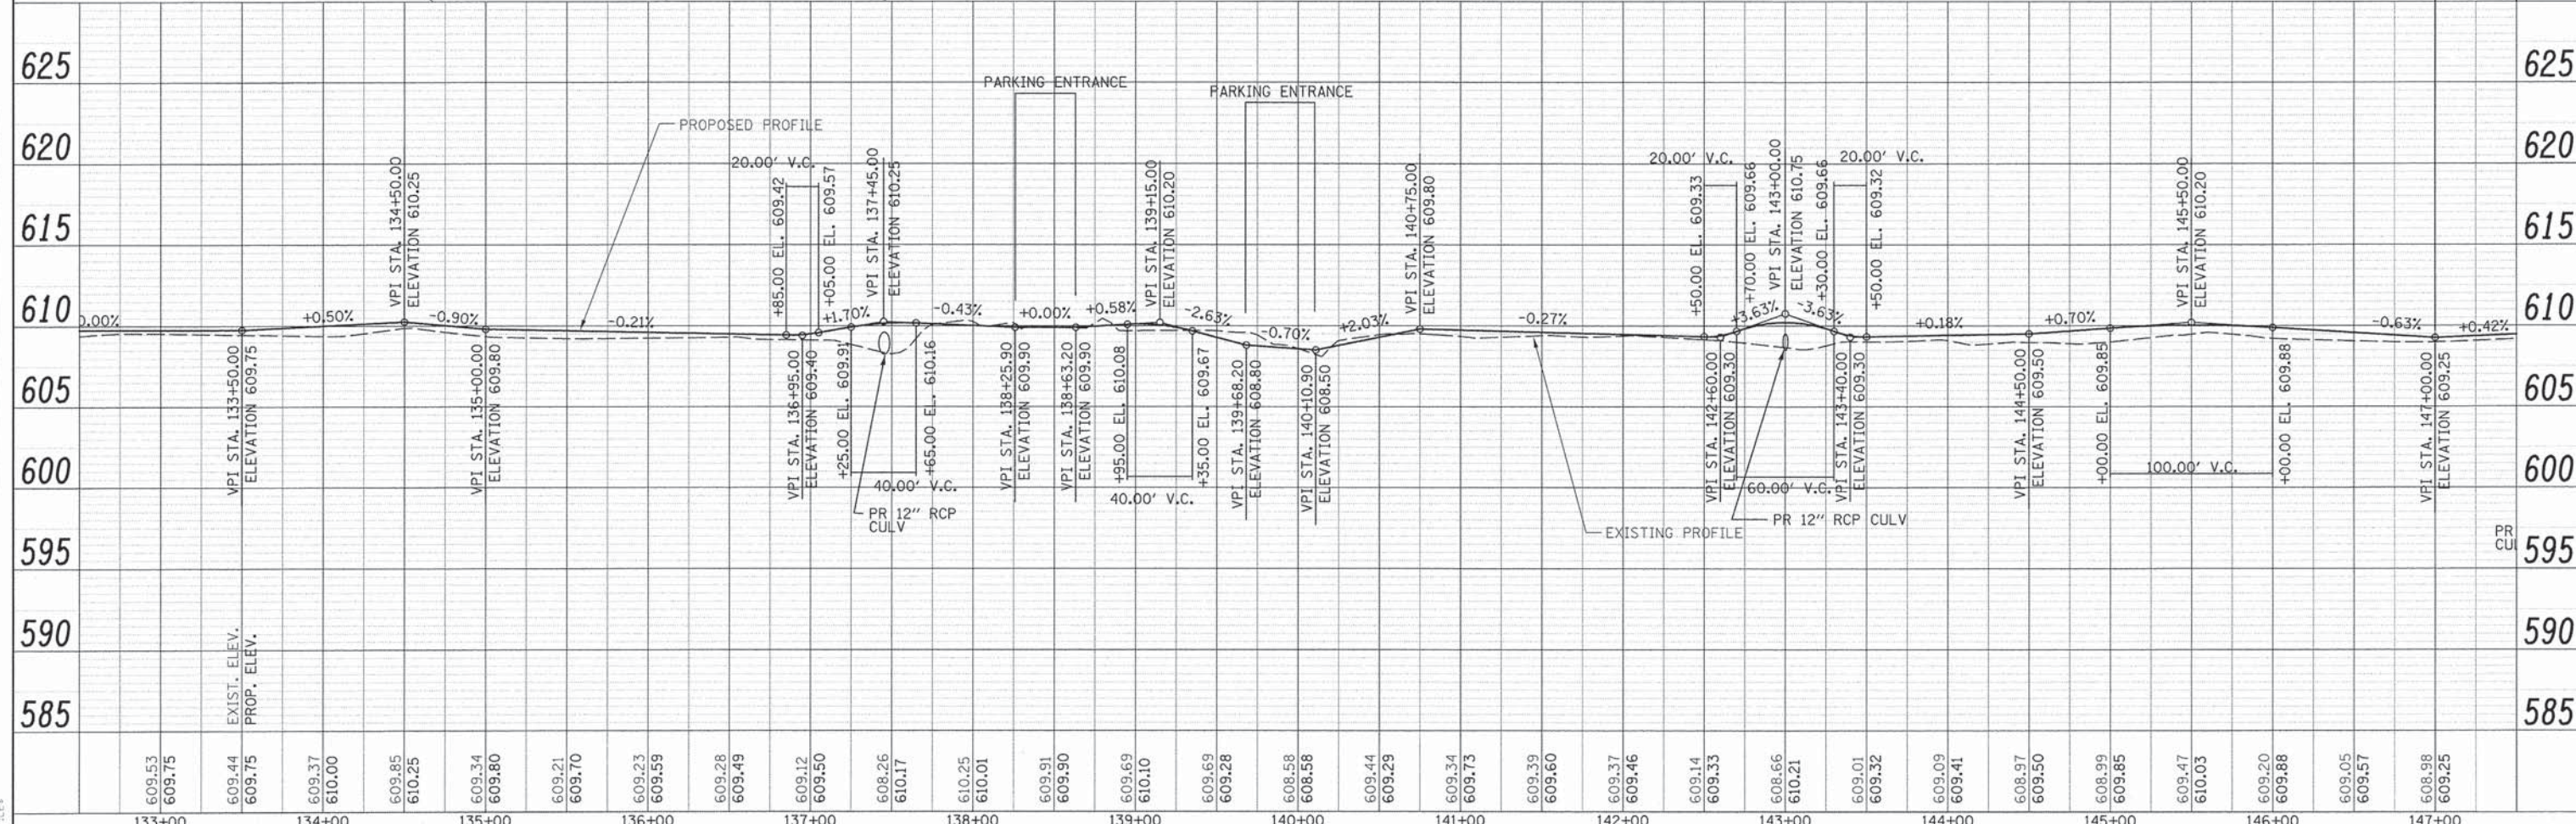 625
625
620
620
615
615
610
610
605
605
600
600
595
595
590
590
585
585
PARKING ENTRANCE
PARKING ENTRANCE
PROPOSED PROFILE
20.00' V.C.
20.00' V.C.
20.00' V.C.
0.00%
VPI STA. 133+50.00
ELEVATION 609.75
+0.50%
VPI STA. 134+50.00
ELEVATION 610.25
-0.90%
VPI STA. 135+00.00
ELEVATION 609.80
-0.21%
+85.00 EL. 609.42
VPI STA. 136+95.00
ELEVATION 609.40
+05.00 EL. 609.57
+1.70%
+25.00 EL. 609.91
VPI STA. 137+45.00
ELEVATION 610.25
+65.00 EL. 610.16
40.00' V.C.
PR 12" RCP
CULV
-0.43%
VPI STA. 138+25.90
ELEVATION 609.90
+0.00%
VPI STA. 138+63.20
ELEVATION 609.90
+0.58%
+95.00 EL. 610.08
VPI STA. 139+15.00
ELEVATION 610.20
+35.00 EL. 609.67
40.00' V.C.
-2.63%
VPI STA. 139+68.20
ELEVATION 608.80
-0.70%
VPI STA. 140+10.90
ELEVATION 608.50
+2.03%
VPI STA. 140+75.00
ELEVATION 609.80
-0.27%
EXISTING PROFILE
+50.00 EL. 609.33
VPI STA. 142+60.00
ELEVATION 609.30
+70.00 EL. 609.66
+3.63%
VPI STA. 143+00.00
ELEVATION 610.75
-3.63%
+30.00 EL. 609.66
60.00' V.C.
PR 12" RCP CULV
VPI STA. 143+40.00
ELEVATION 609.30
+50.00 EL. 609.32
+0.18%
VPI STA. 144+50.00
ELEVATION 609.50
+0.70%
+00.00 EL. 609.85
VPI STA. 145+50.00
ELEVATION 610.20
100.00' V.C.
+00.00 EL. 609.88
-0.63%
VPI STA. 147+00.00
ELEVATION 609.25
+0.42%
PR
EXIST. ELEV.
PROP. ELEV.
609.53
609.75
609.44
609.75
609.37
610.00
609.85
610.25
609.34
609.80
609.21
609.70
609.23
609.59
609.28
609.49
609.12
609.50
608.26
610.17
610.25
610.01
609.91
609.90
609.69
610.10
609.69
609.28
608.58
608.58
609.44
609.29
609.34
609.73
609.39
609.60
609.37
609.46
609.14
609.33
608.66
610.21
609.01
609.32
609.09
609.41
608.97
609.50
608.99
609.85
609.47
610.03
609.20
609.88
609.05
609.57
608.98
609.25
133+00
134+00
135+00
136+00
137+00
138+00
139+00
140+00
141+00
142+00
143+00
144+00
145+00
146+00
147+00